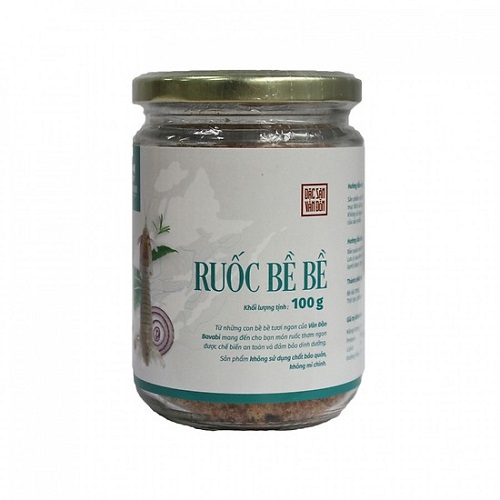 ĐẶC SẢN
VÂN ĐỒN
RUỐC BỀ BỀ
Khối lượng tịnh: 100g
Từ những con bề bề tươi ngon của Vân Đồn
Bavabi mang đến cho bạn món ruốc thơm ngon
được chế biến an toàn và đảm bảo dinh dưỡng.
Sản phẩm không sử dụng chất bảo quản,
không mì chính.